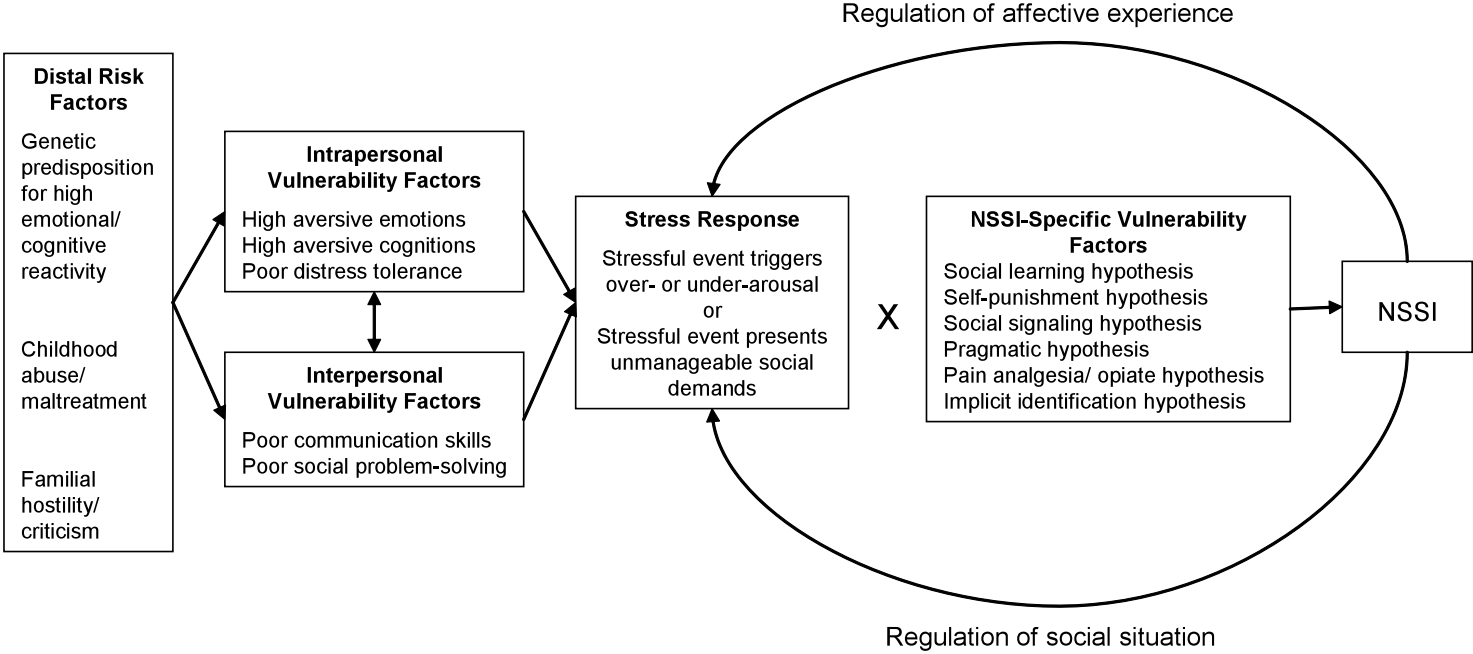 Regulation of affective experience
Distal Risk
Factors
Genetic
predisposition
for high
emotional/
cognitive
reactivity
Childhood
abuse/
maltreatment
Familial
hostility/
criticism
Intrapersonal
Vulnerability Factors
High aversive emotions
High aversive cognitions
Poor distress tolerance
Interpersonal
Vulnerability Factors
Poor communication skills
Poor social problem-solving
Stress Response
Stressful event triggers
over- or under-arousal
or
Stressful event presents
unmanageable social
demands
X
NSSI-Specific Vulnerability
Factors
Social learning hypothesis
Self-punishment hypothesis
Social signaling hypothesis
Pragmatic hypothesis
Pain analgesia/ opiate hypothesis
Implicit identification hypothesis
NSSI
Regulation of social situation